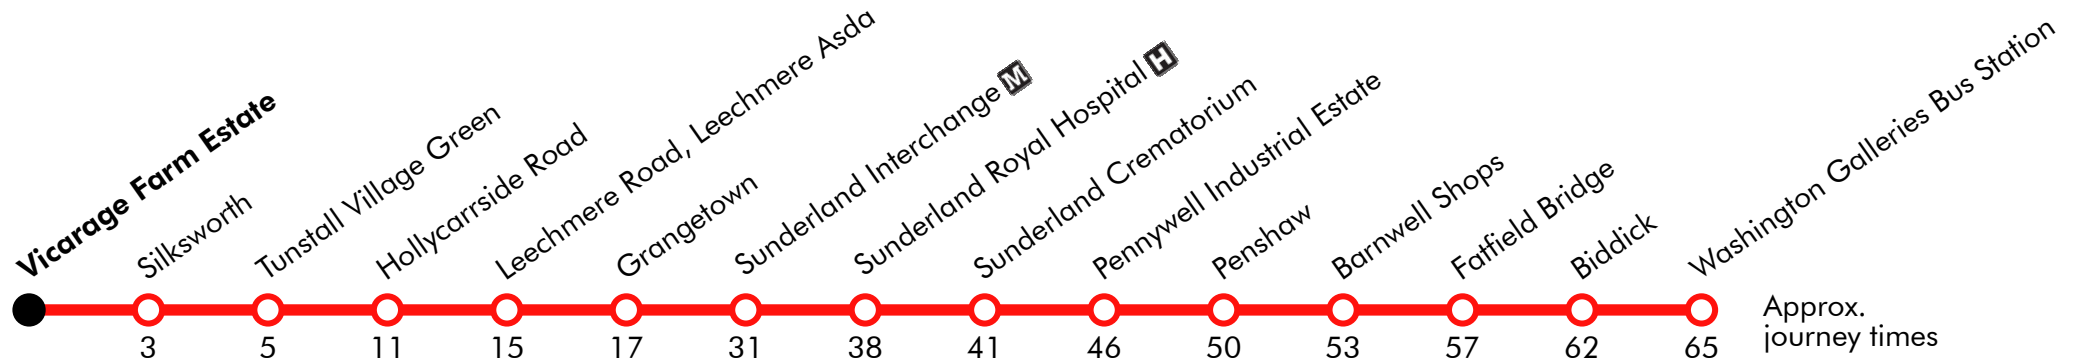 Vicarage Farm Estate
Silksworth
Tunstall Village Green
Hollycarrside Road
Leechmere Road, Leechmere Asda
Grangetown
Sunderland Interchange M
Sunderland Royal Hospital H
Sunderland Crematorium
Pennywell Industrial Estate
Penshaw
Barnwell Shops
Fatfield Bridge
Biddick
Washington Galleries Bus Station
3 5 11 15 17 31 38 41 46 50 53 57 62 65
Approx.
journey times